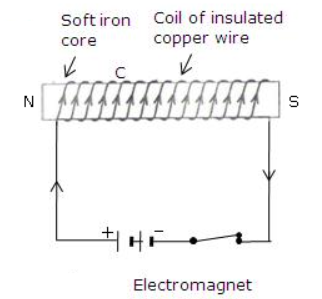 Soft iron
core
Coil of insulated
copper wire
C
N
S
+
−
Electromagnet